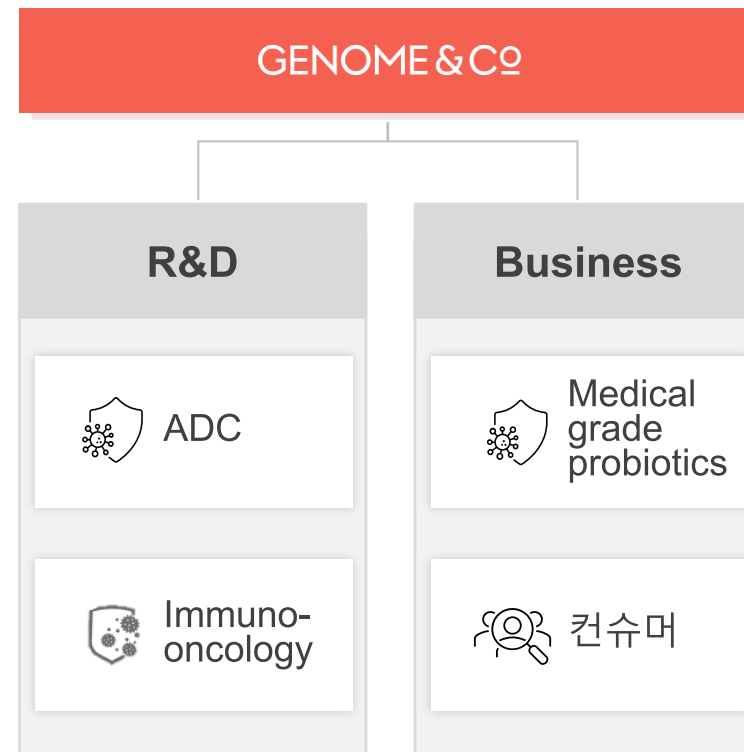 GENOME & Cº
R&D
Business
ADC
Medical
grade
probiotics
Immuno-
oncology
컨슈머